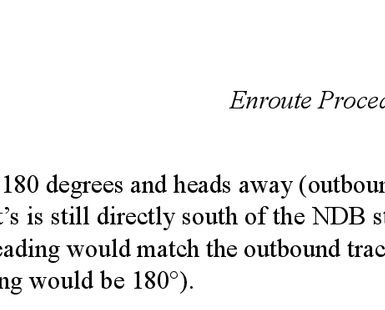 Enroute Proced
180 degrees and heads away (outboun
t's is still directly south of the NDB st
eading would match the outbound trac
ng would be 180°).